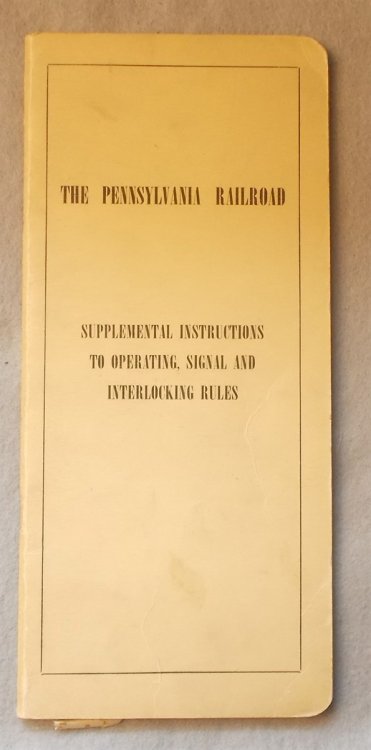 THE PENNSYLVANIA RAILROAD
SUPPLEMENTAL INSTRUCTIONS
TO OPERATING, SIGNAL AND
INTERLOCKING RULES